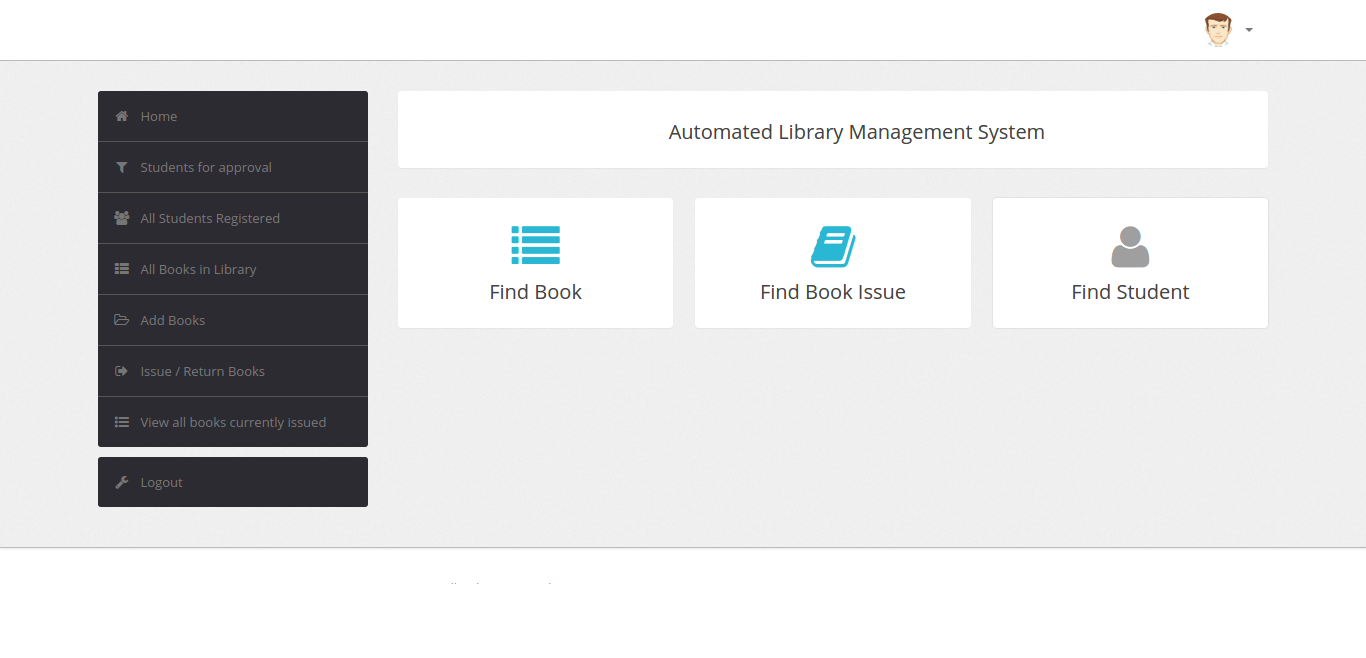 Home
Students for approval
All Students Registered
All Books in Library
Add Books
Issue / Return Books
View all books currently issued
Logout
Automated Library Management System
Find Book
Find Book Issue
Find Student